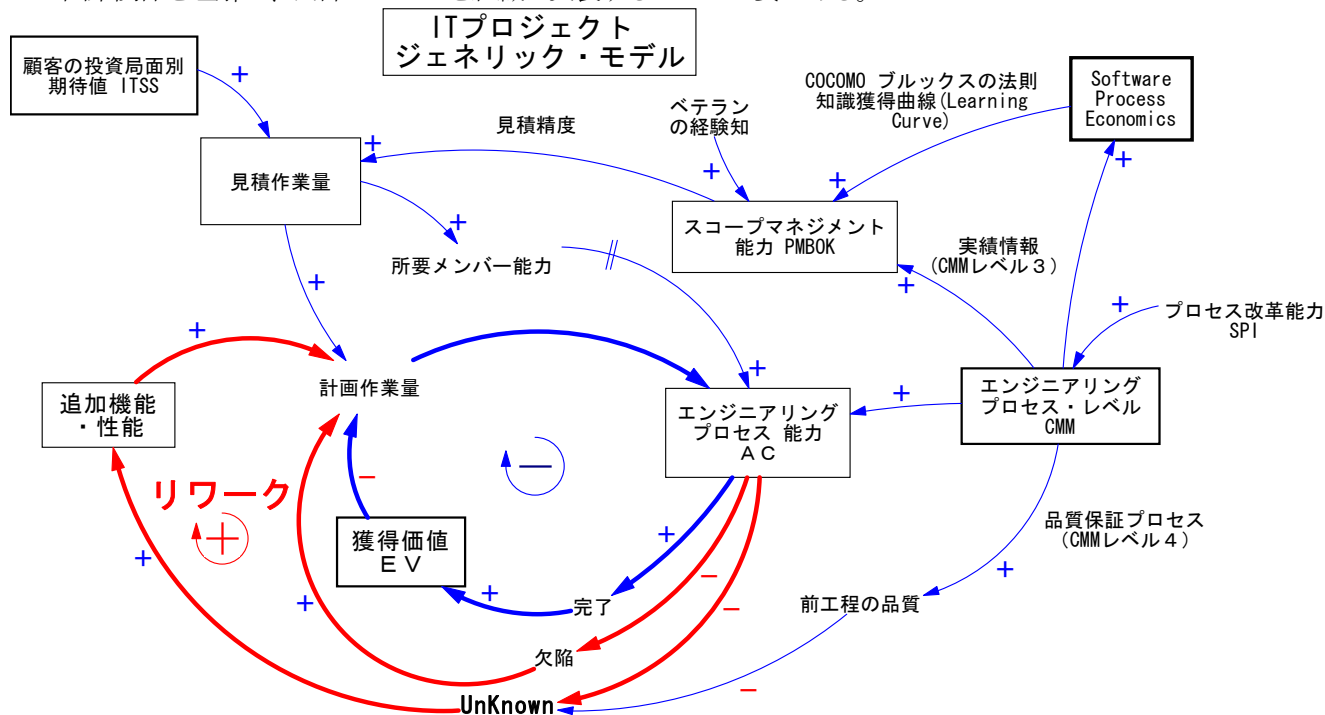 ITプロジェクト
ジェネリック・モデル
顧客の投資局面別
期待値 ITSS
+
見積作業量
見積精度
+
ベテラン
の経験知
+
COCOMO ブルックスの法則
知識獲得曲線(Learning
Curve)
+
Software
Process
Economics
+
スコープマネジメント
能力 PMBOK
実績情報
(CMMレベル３)
+
+
所要メンバー能力
//
+
+
プロセス改革能力
SPI
+
+
計画作業量
追加機能
・性能
エンジニアリング
プロセス 能力
ＡＣ
+
エンジニアリング
プロセス・レベル
CMM
−
−
リワーク
+
獲得価値
ＥＶ
+
+
+
+
完了
−
−
品質保証プロセス
(CMMレベル４)
+
前工程の品質
欠陥
−
UnKnown